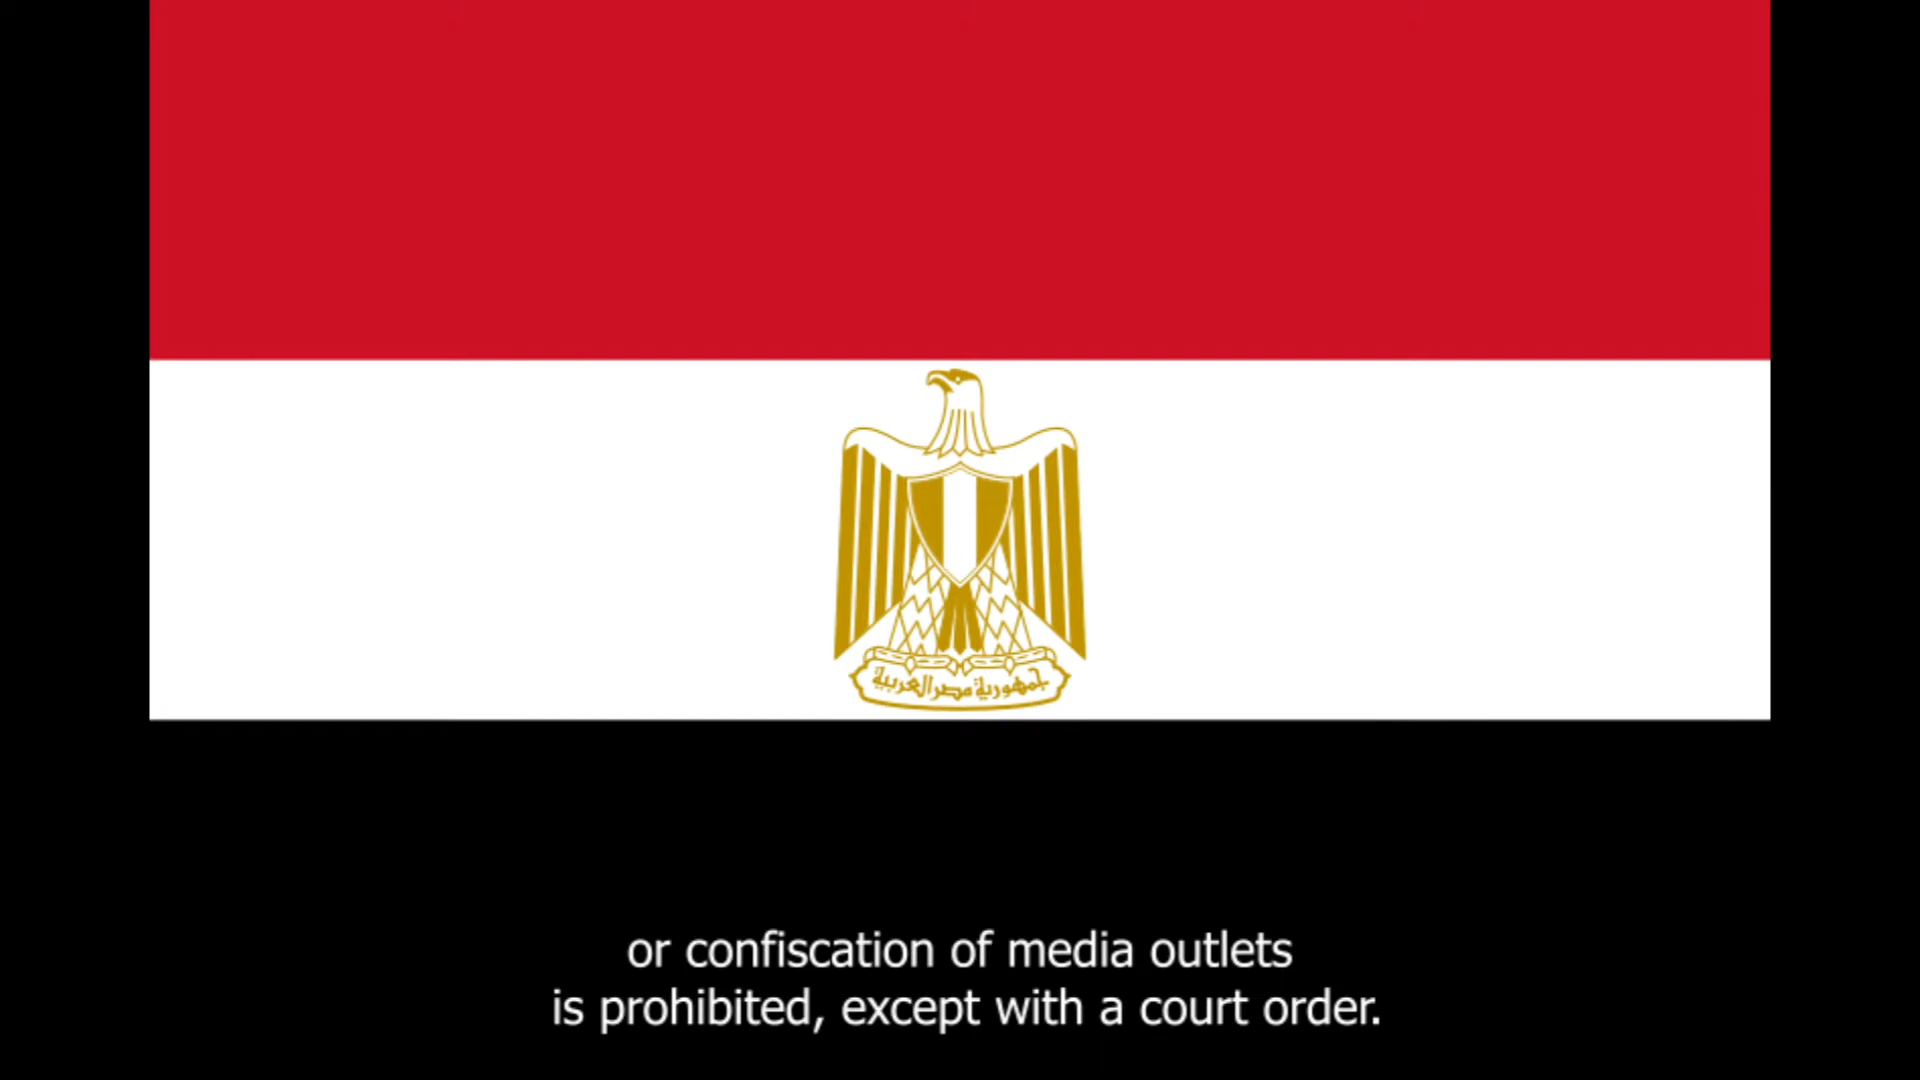 جمهورية مصر العربية
or confiscation of media outlets
is prohibited, except with a court order.